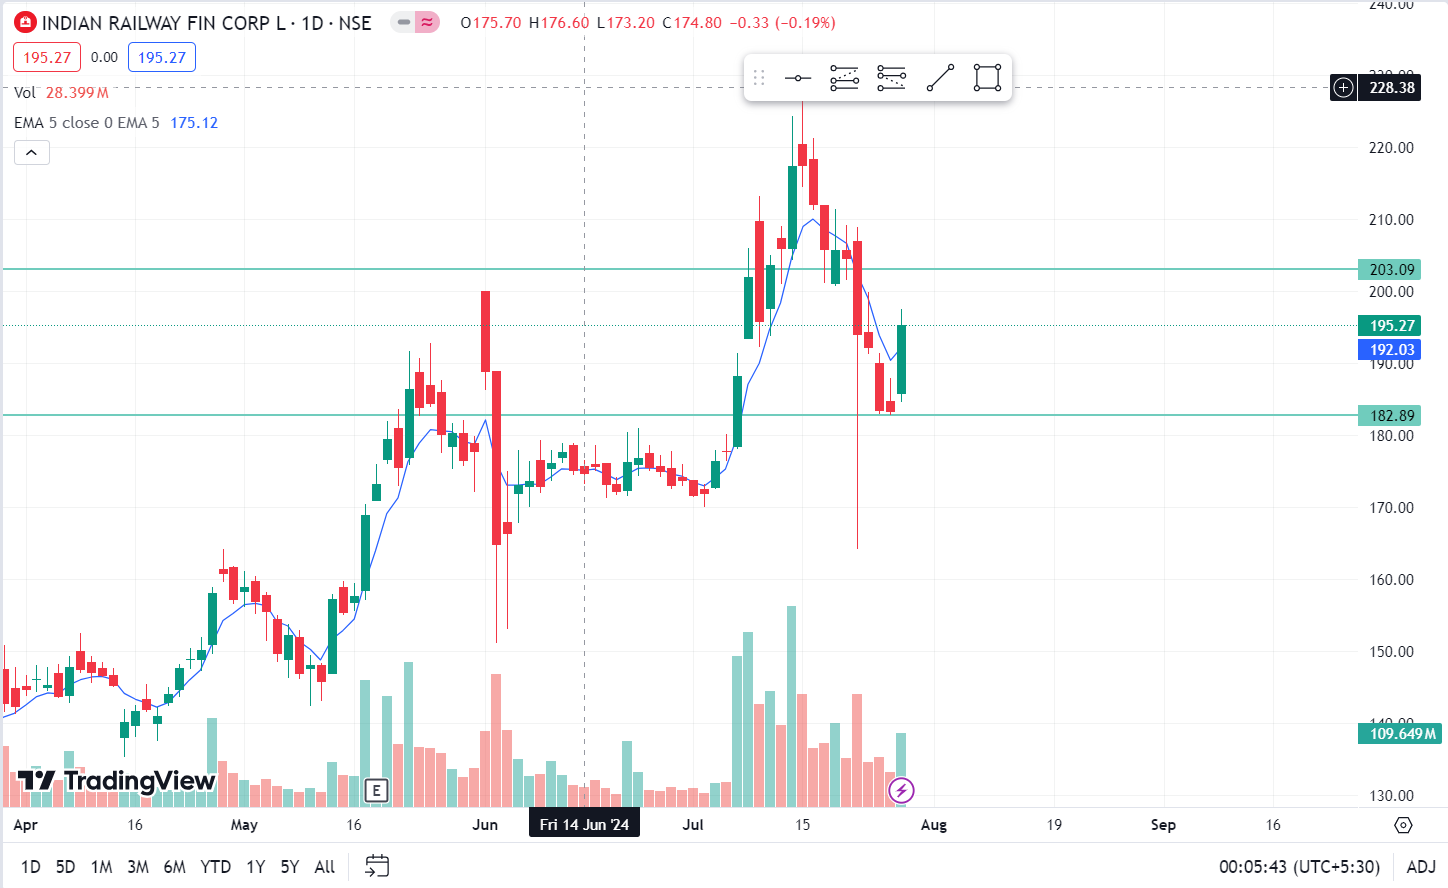 INDIAN RAILWAY FIN CORP L · 1D · NSE O175.70 H176.60 L173.20 C174.80 −0.33 (−0.19%)
195.27 0.00 195.27
Vol 28.399M
EMA 5 close 0 EMA 5 175.12
240.00
228.38
220.00
210.00
203.09
200.00
195.27
192.03
190.00
182.89
180.00
170.00
160.00
150.00
140.00
109.649M
130.00
TradingView
E
Apr 16 May 16 Jun Fri 14 Jun '24 Jul 15 Aug 19 Sep 16
1D 5D 1M 3M 6M YTD 1Y 5Y All 00:05:43 (UTC+5:30) ADJ